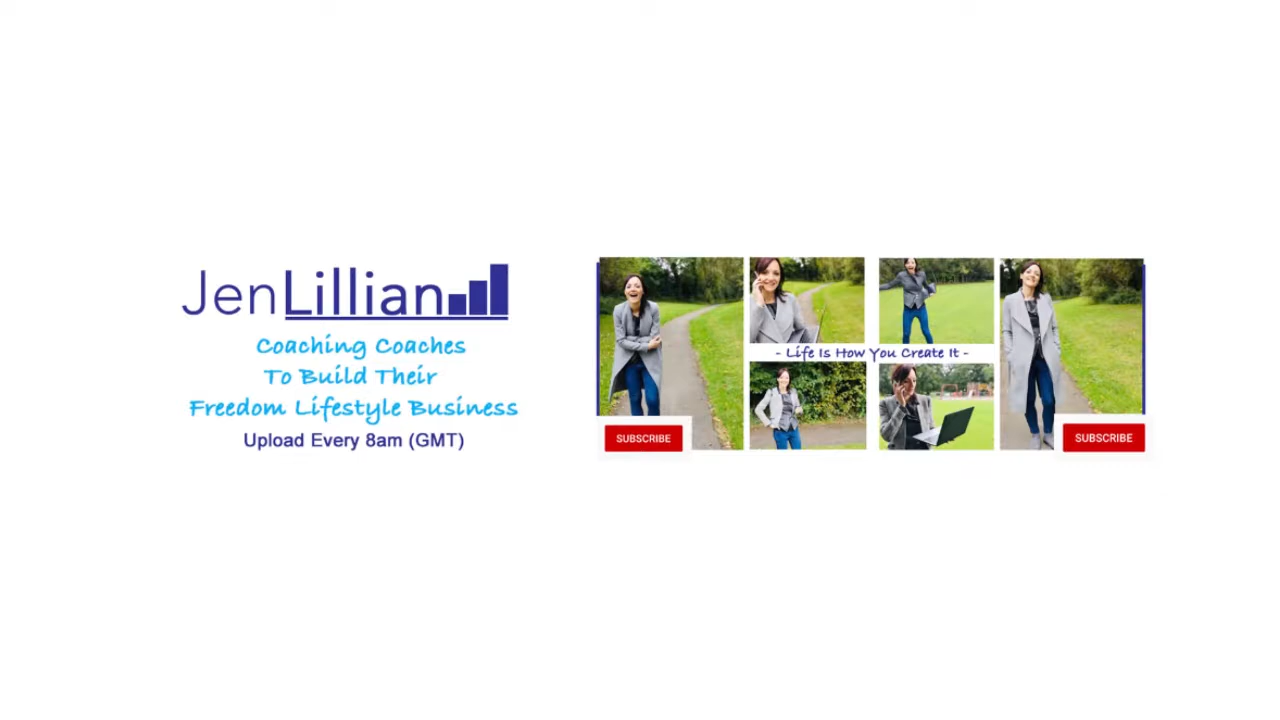 JenLillian
Coaching Coaches
To Build Their
Freedom Lifestyle Business
Upload Every 8am (GMT)
- Life Is How You Create It -
SUBSCRIBE
SUBSCRIBE